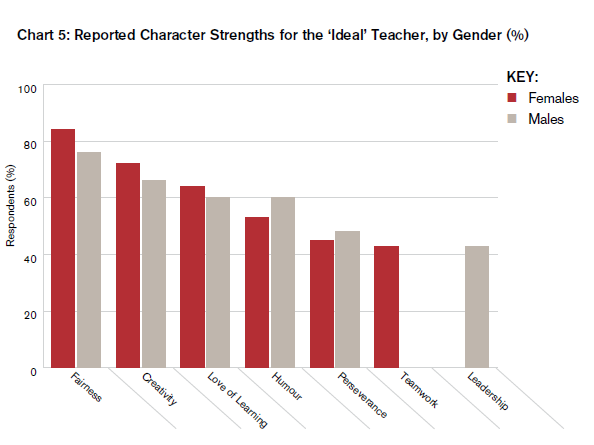 Chart 5: Reported Character Strengths for the ‘Ideal’ Teacher, by Gender (%)
KEY:
Females
Males
Respondents (%)
100
80
60
40
20
0
Fairness
Creativity
Love of Learning
Humour
Perseverance
Teamwork
Leadership